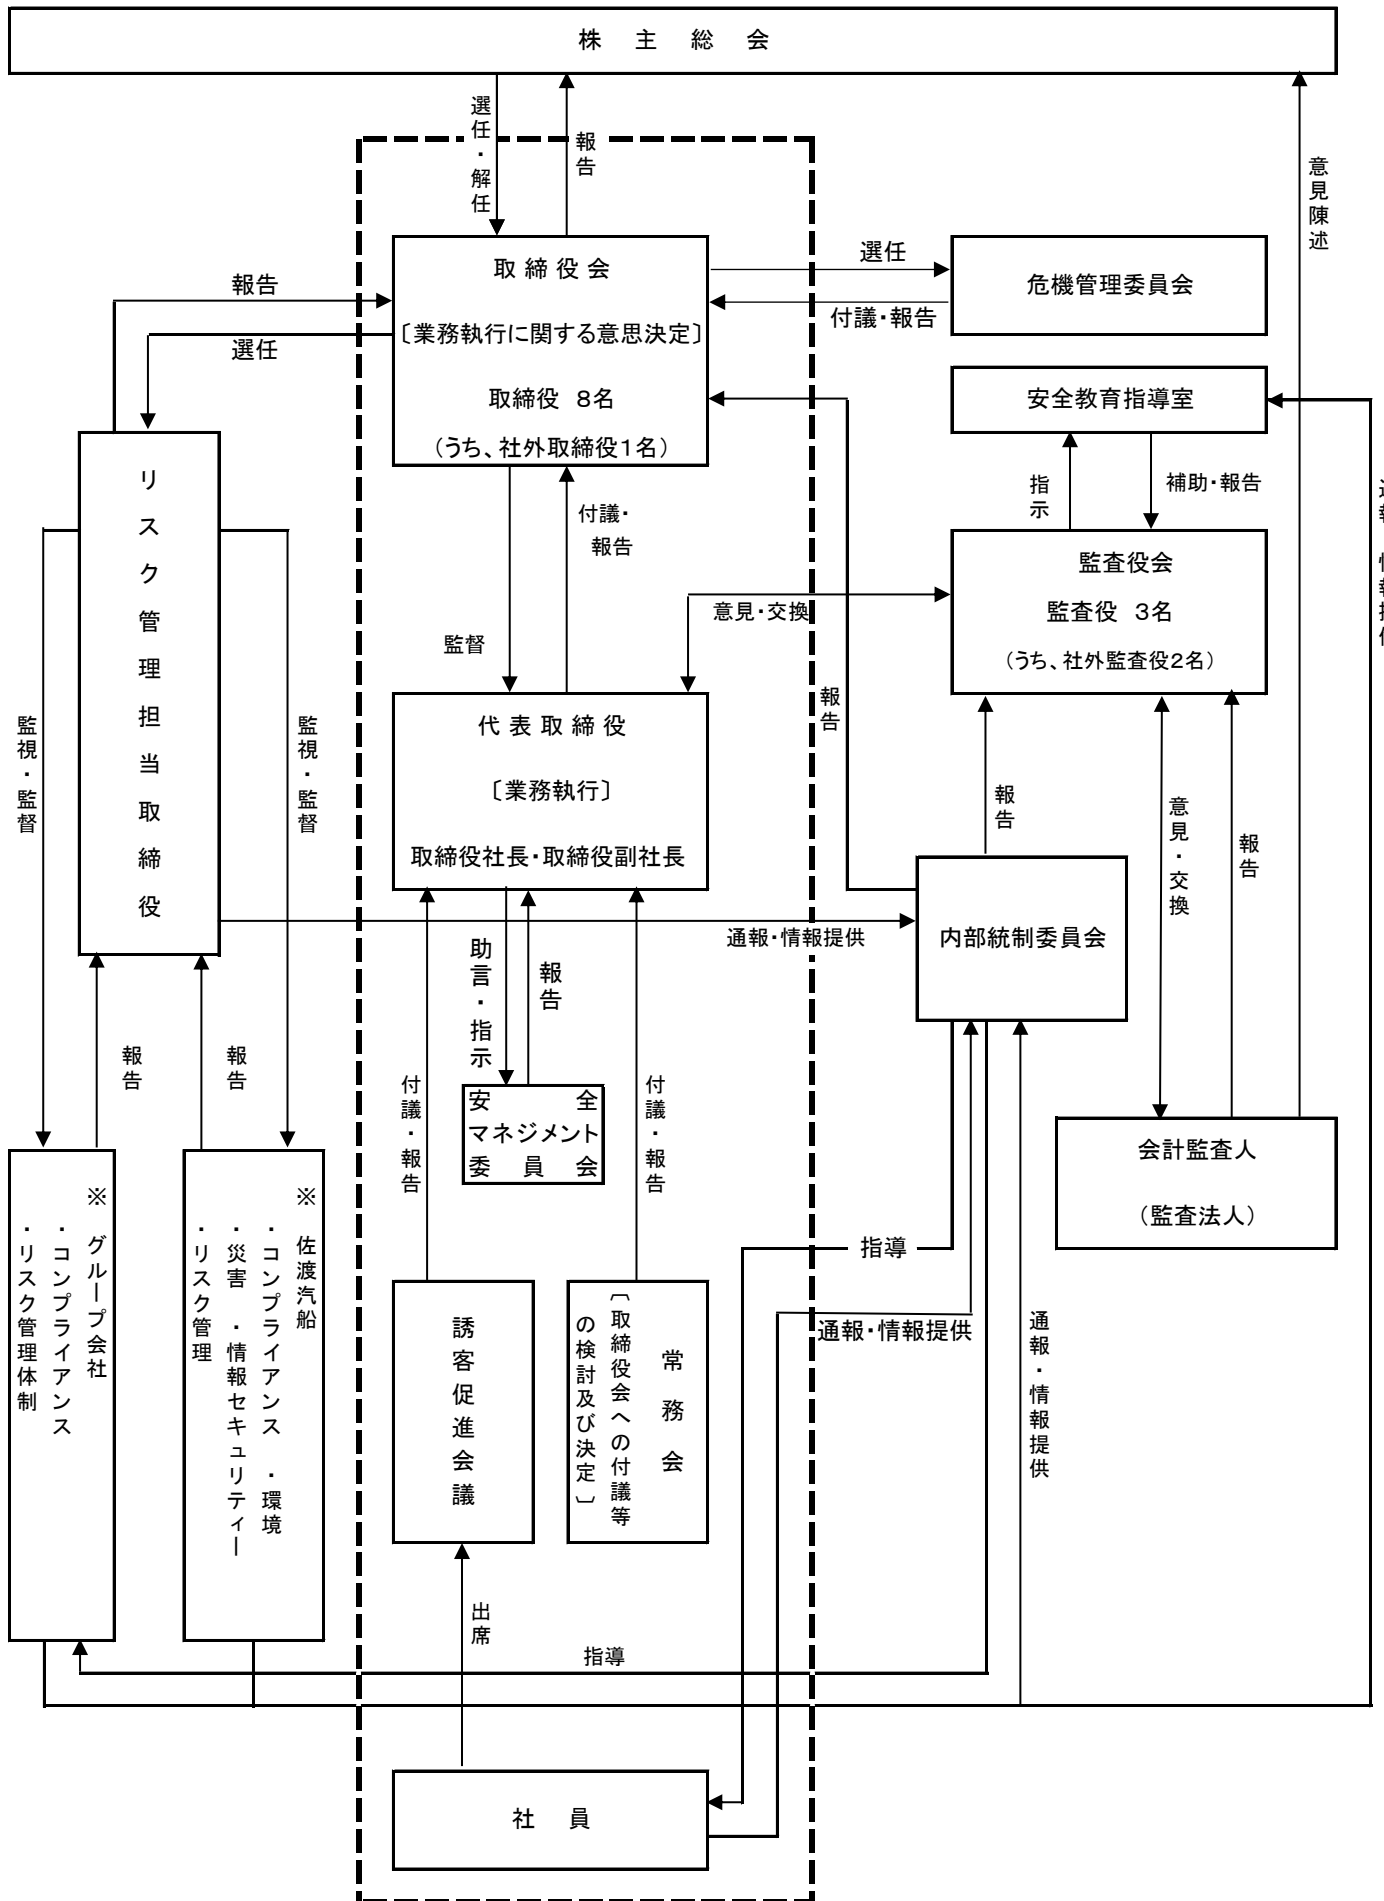 株 主 総 会
選任・解任
報告
意見陳述
取 締 役 会
〔業務執行に関する意思決定〕
取締役 8名
（うち、社外取締役1名）
選任
付議・報告
危機管理委員会
報告
選任
安全教育指導室
指示
補助・報告
リスク管理担当取締役
付議・
報告
監督
意見・交換
監査役会
監査役 3名
（うち、社外監査役2名）
報告
監視・監督
監視・監督
代 表 取 締 役
〔業務執行〕
取締役社長・取締役副社長
報告
意見・交換
報告
通報・情報提供
内部統制委員会
助言・指示
報告
報告
報告
付議・報告
付議・報告
安 全
マネジメント
委 員 会
会計監査人
（監査法人）
※ グループ会社
・コンプライアンス
・リスク管理体制
※ 佐渡汽船
・コンプライアンス ・環境
・災害 ・情報セキュリティー
・リスク管理
指導
通報・情報提供
通報・情報提供
誘客促進会議
常 務 会
〔取締役会への付議等
の検討及び決定〕
出席
指導
社 員